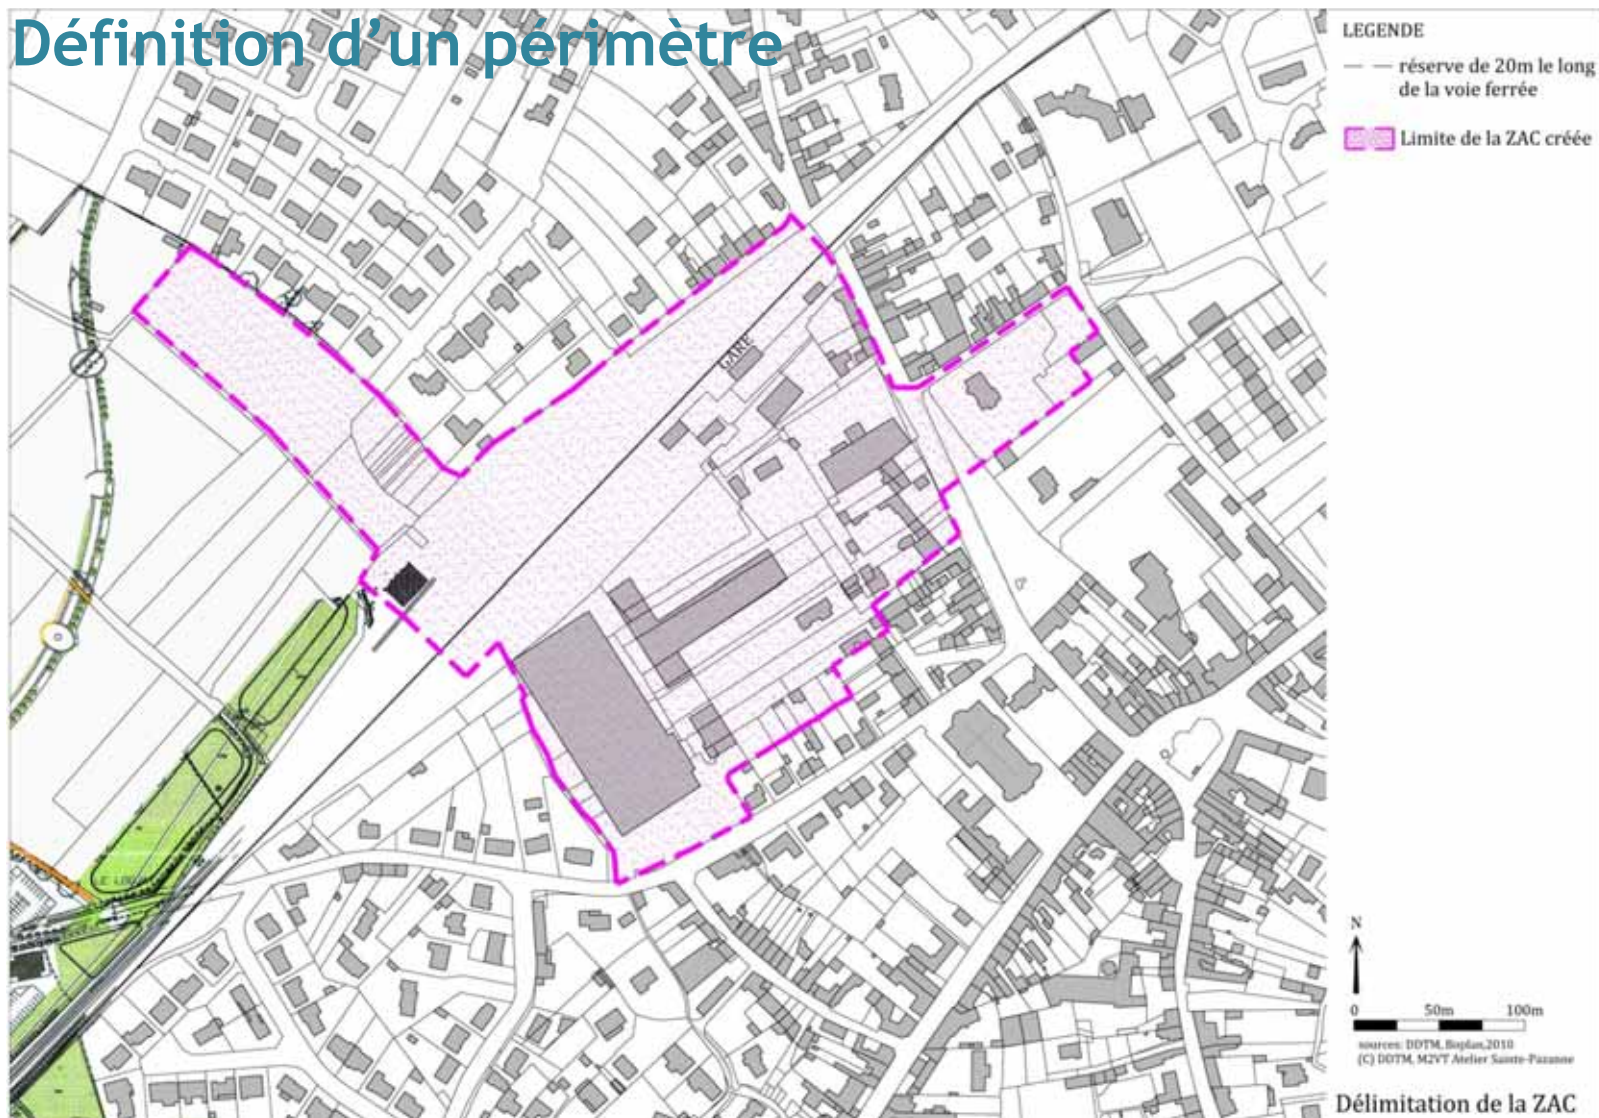 Définition d'un périmètre
LEGENDE
réserve de 20m le long
de la voie ferrée
Limite de la ZAC créée
GARE
N
0 50m 100m
sources: DDTM, Boplan,2010
(C) DDTM, M2VT Atelier Sainte-Pazanne
Délimitation de la ZAC